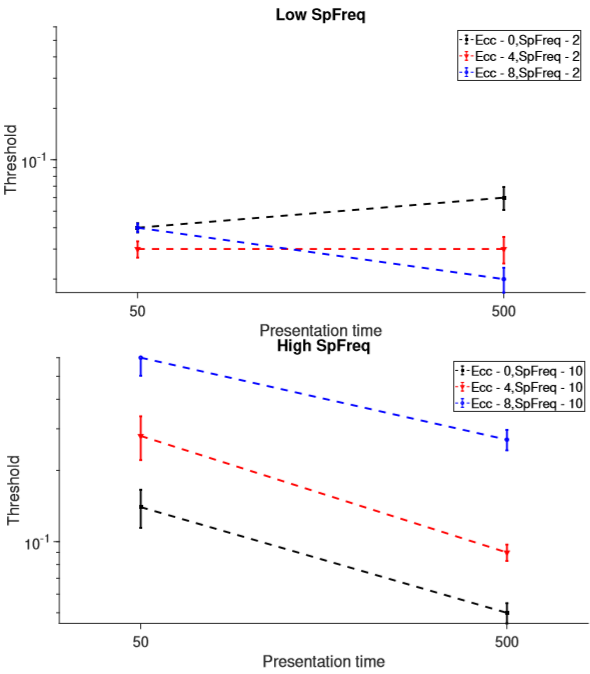 Low SpFreq
Ecc - 0,SpFreq - 2
Ecc - 4,SpFreq - 2
Ecc - 8,SpFreq - 2
Threshold
10^-1
50
500
Presentation time
High SpFreq
Ecc - 0,SpFreq - 10
Ecc - 4,SpFreq - 10
Ecc - 8,SpFreq - 10
Threshold
10^-1
50
500
Presentation time